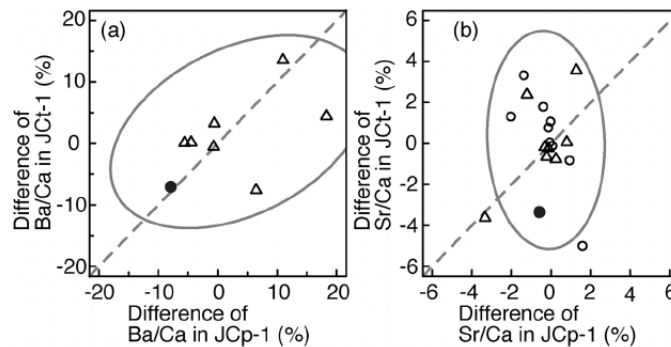 (a)
20
10
0
-10
-20
Difference of
Ba/Ca in JCt-1 (%)
-20 -10 0 10 20
Difference of
Ba/Ca in JCp-1 (%)
(b)
6
4
2
0
-2
-4
-6
Difference of
Sr/Ca in JCt-1 (%)
-6 -4 -2 0 2 4 6
Difference of
Sr/Ca in JCp-1 (%)